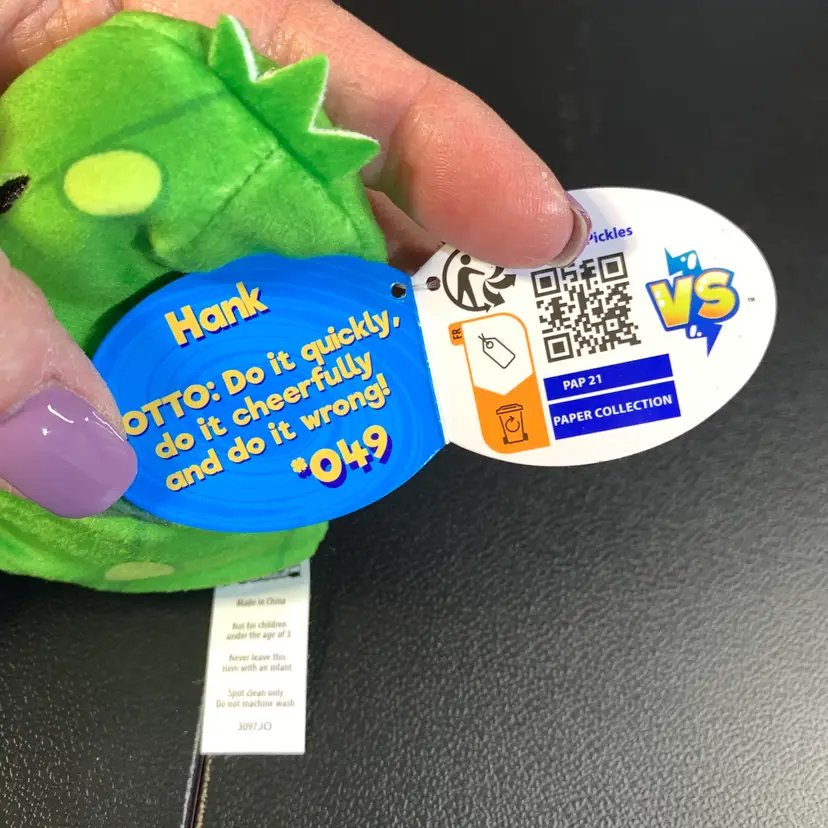 Hank
OTTO: Do it quickly,
do it cheerfully
and do it wrong!
#049
Pickles
FR
VS
™
PAP 21
PAPER COLLECTION
Made in China
Not for children
under the age of 3
Never leave this
item with an infant
Spot clean only
Do not machine wash
3097.JO